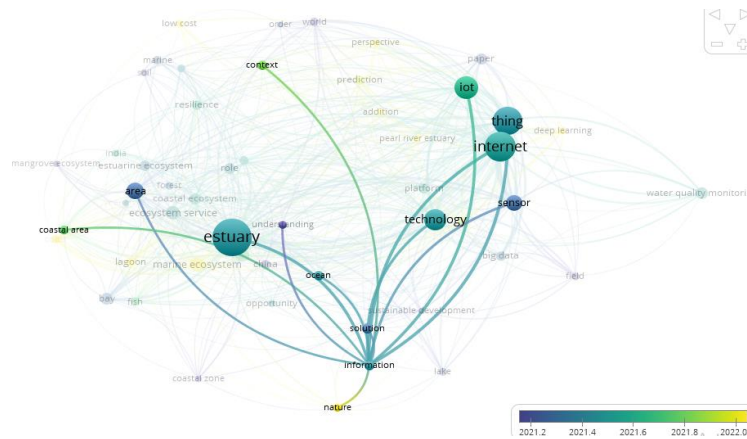 low cost
order
world
context
perspective
marine
soil
paper
prediction
iot
resilience
addition
thing
deep learning
pearl river estuary
internet
india
mangrove ecosystem
estuarine ecosystem
role
forest
area
coastal ecosystem
platform
water quality monitori
sensor
ecosystem service
technology
understanding
coastal area
estuary
big data
lagoon
marine ecosystem
china
ocean
field
bay
fish
opportunity
sustainable development
solution
information
lake
coastal zone
nature
2021.2 2021.4 2021.6 2021.8 2022.0